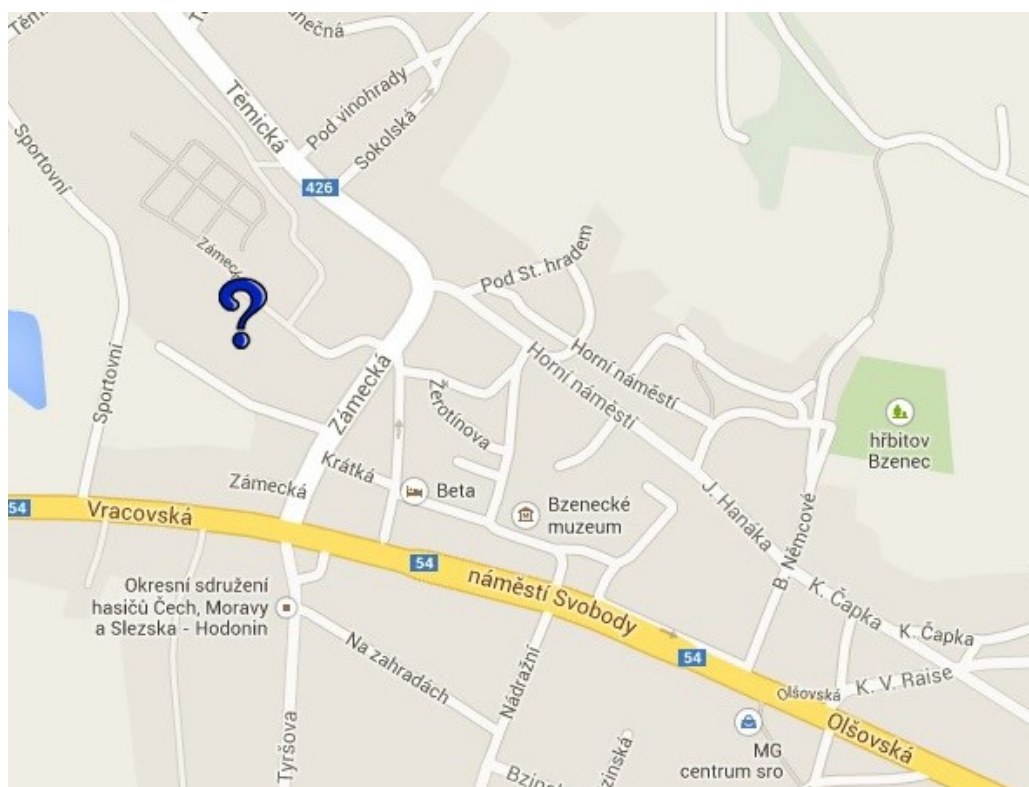 Těmická
Pod vinohrady
Sokolská
Sportovní
426
?
Pod St. hradem
Horní náměstí
Horní náměstí
Zámecká
Žerotínova
Sportovní
hřbitov
Bzenec
Krátká
Zámecká
Beta
Bzenecké
muzeum
J. Hanáka
B. Němcové
54
Vracovská
54
náměstí Svobody
Okresní sdružení
hasičů Čech, Moravy
a Slezska - Hodonin
K. Čapka
K. Čapka
Na zahradách
Nádražní
54
Olšovská
K. V. Raise
Olšovská
Tyršova
MG
centrum sro